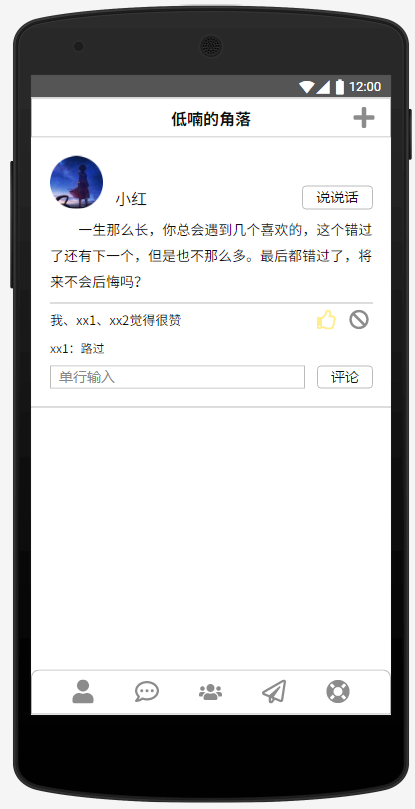 12:00
低喃的角落
小红
说说话
一生那么长，你总会遇到几个喜欢的，这个错过
了还有下一个，但是也不那么多。最后都错过了，将
来不会后悔吗？
我、xx1、xx2觉得很赞
xx1：路过
单行输入
评论